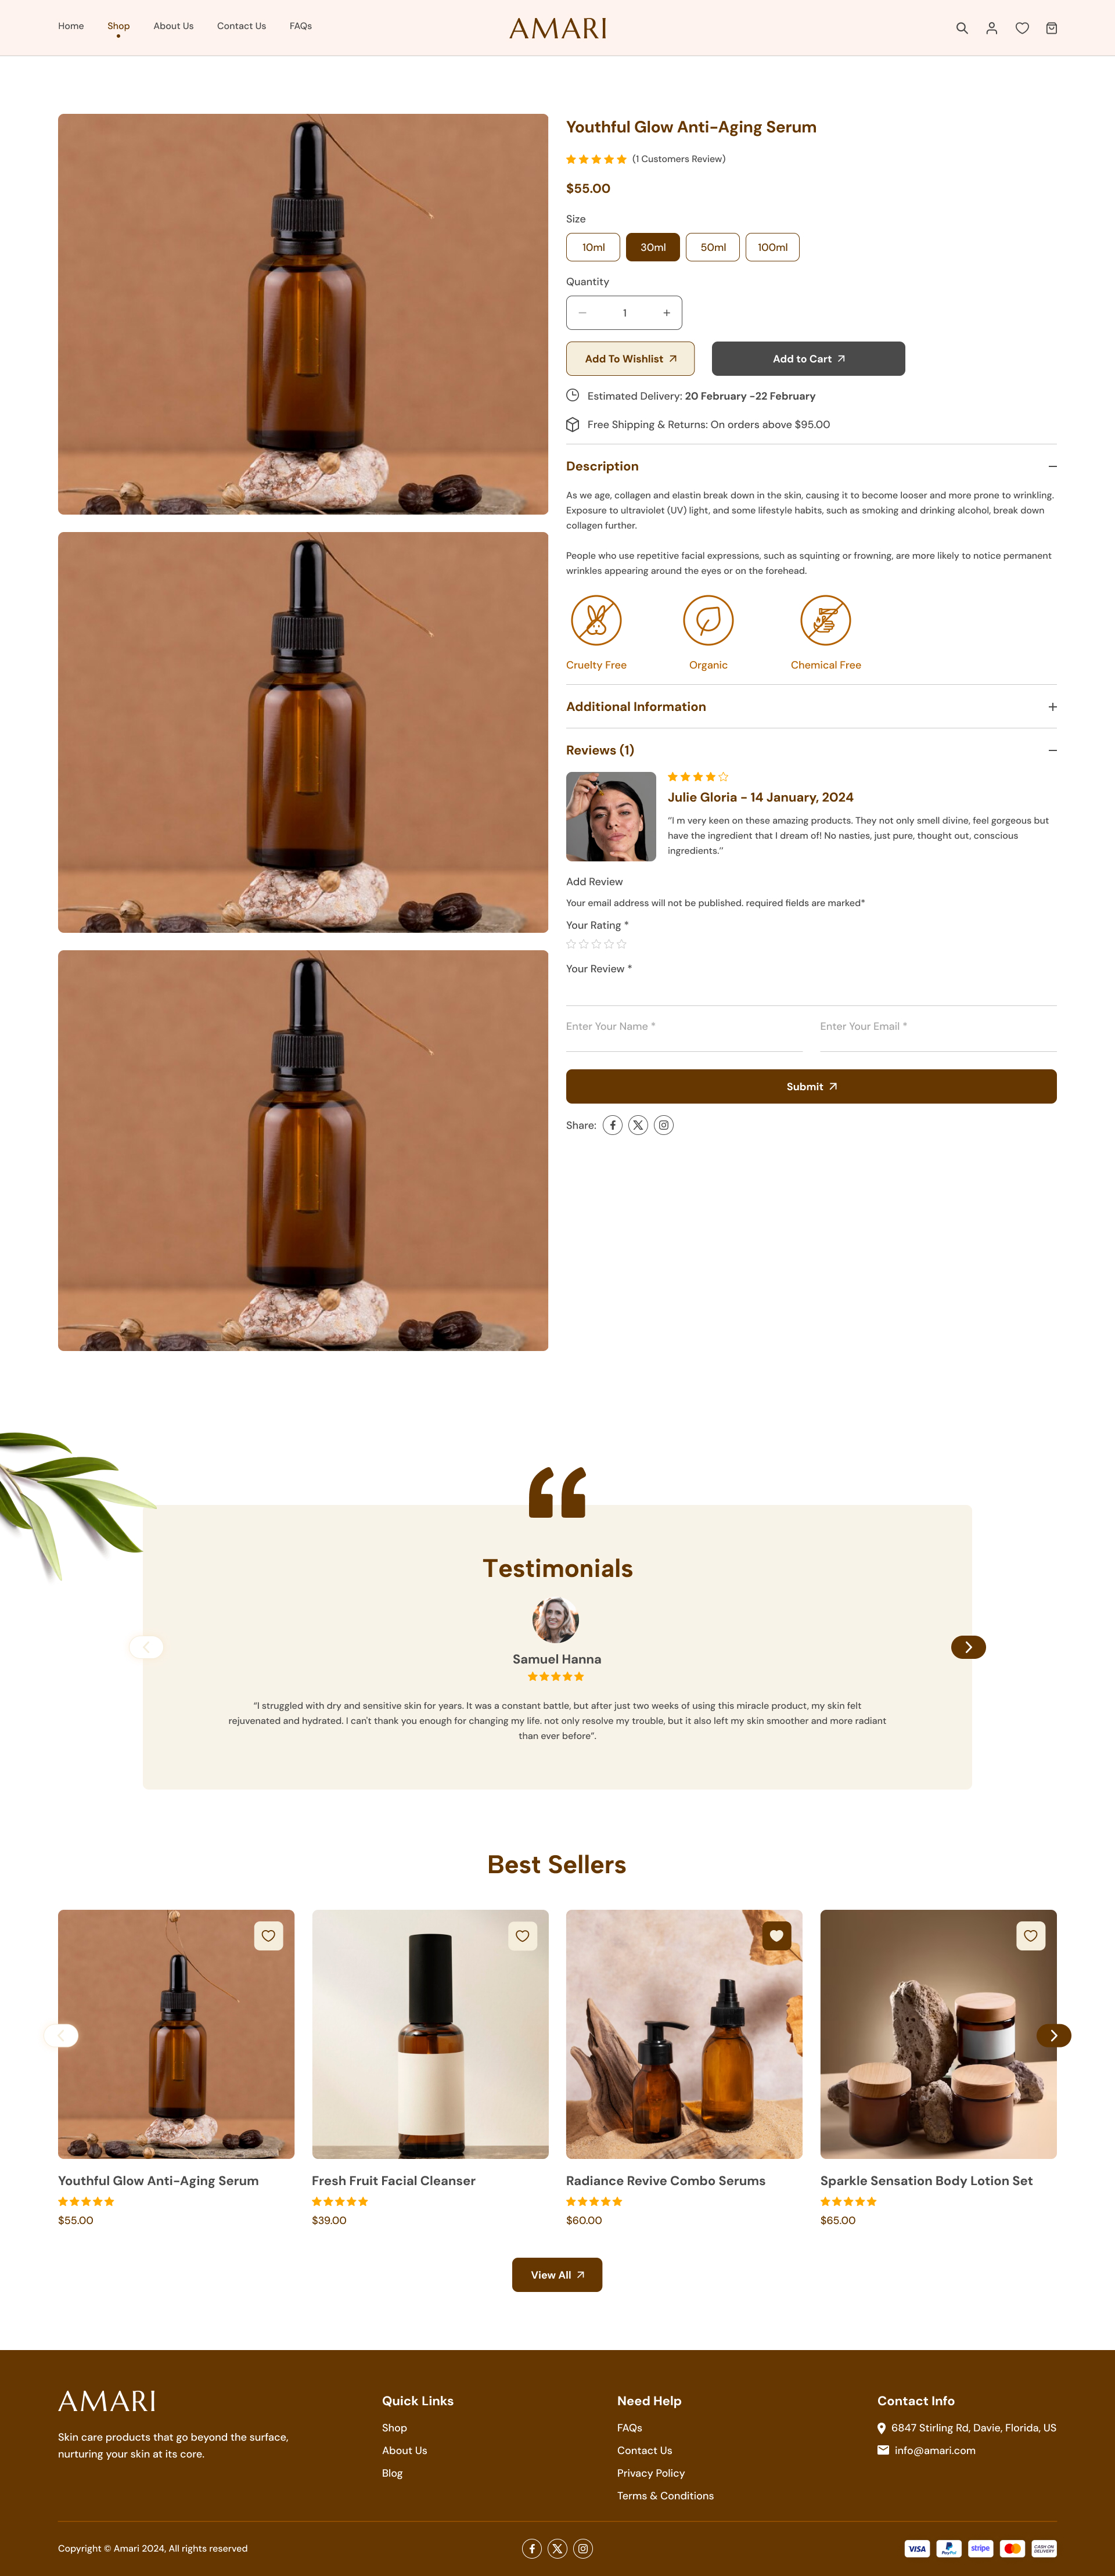 Home
Shop
About Us
Contact Us
FAQs
AMARI
Youthful Glow Anti-Aging Serum
(1 Customers Review)
$55.00
Size
10ml
30ml
50ml
100ml
Quantity
1
Add To Wishlist
Add to Cart
Estimated Delivery: 20 February -22 February
Free Shipping & Returns: On orders above $95.00
Description
As we age, collagen and elastin break down in the skin, causing it to become looser and more prone to wrinkling.
Exposure to ultraviolet (UV) light, and some lifestyle habits, such as smoking and drinking alcohol, break down
collagen further.
People who use repetitive facial expressions, such as squinting or frowning, are more likely to notice permanent
wrinkles appearing around the eyes or on the forehead.
Cruelty Free
Organic
Chemical Free
Additional Information
Reviews (1)
Julie Gloria - 14 January, 2024
"I m very keen on these amazing products. They not only smell divine, feel gorgeous but
have the ingredient that I dream of! No nasties, just pure, thought out, conscious
ingredients."
Add Review
Your email address will not be published. required fields are marked*
Your Rating *
Your Review *
Enter Your Name *
Enter Your Email *
Submit
Share:
Testimonials
Samuel Hanna
"I struggled with dry and sensitive skin for years. It was a constant battle, but after just two weeks of using this miracle product, my skin felt
rejuvenated and hydrated. I can't thank you enough for changing my life. not only resolve my trouble, but it also left my skin smoother and more radiant
than ever before".
Best Sellers
Youthful Glow Anti-Aging Serum
$55.00
Fresh Fruit Facial Cleanser
$39.00
Radiance Revive Combo Serums
$60.00
Sparkle Sensation Body Lotion Set
$65.00
View All
AMARI
Skin care products that go beyond the surface,
nurturing your skin at its core.
Quick Links
Shop
About Us
Blog
Need Help
FAQs
Contact Us
Privacy Policy
Terms & Conditions
Contact Info
6847 Stirling Rd, Davie, Florida, US
info@amari.com
Copyright © Amari 2024, All rights reserved
VISA
PayPal
stripe
CASH ON
DELIVERY